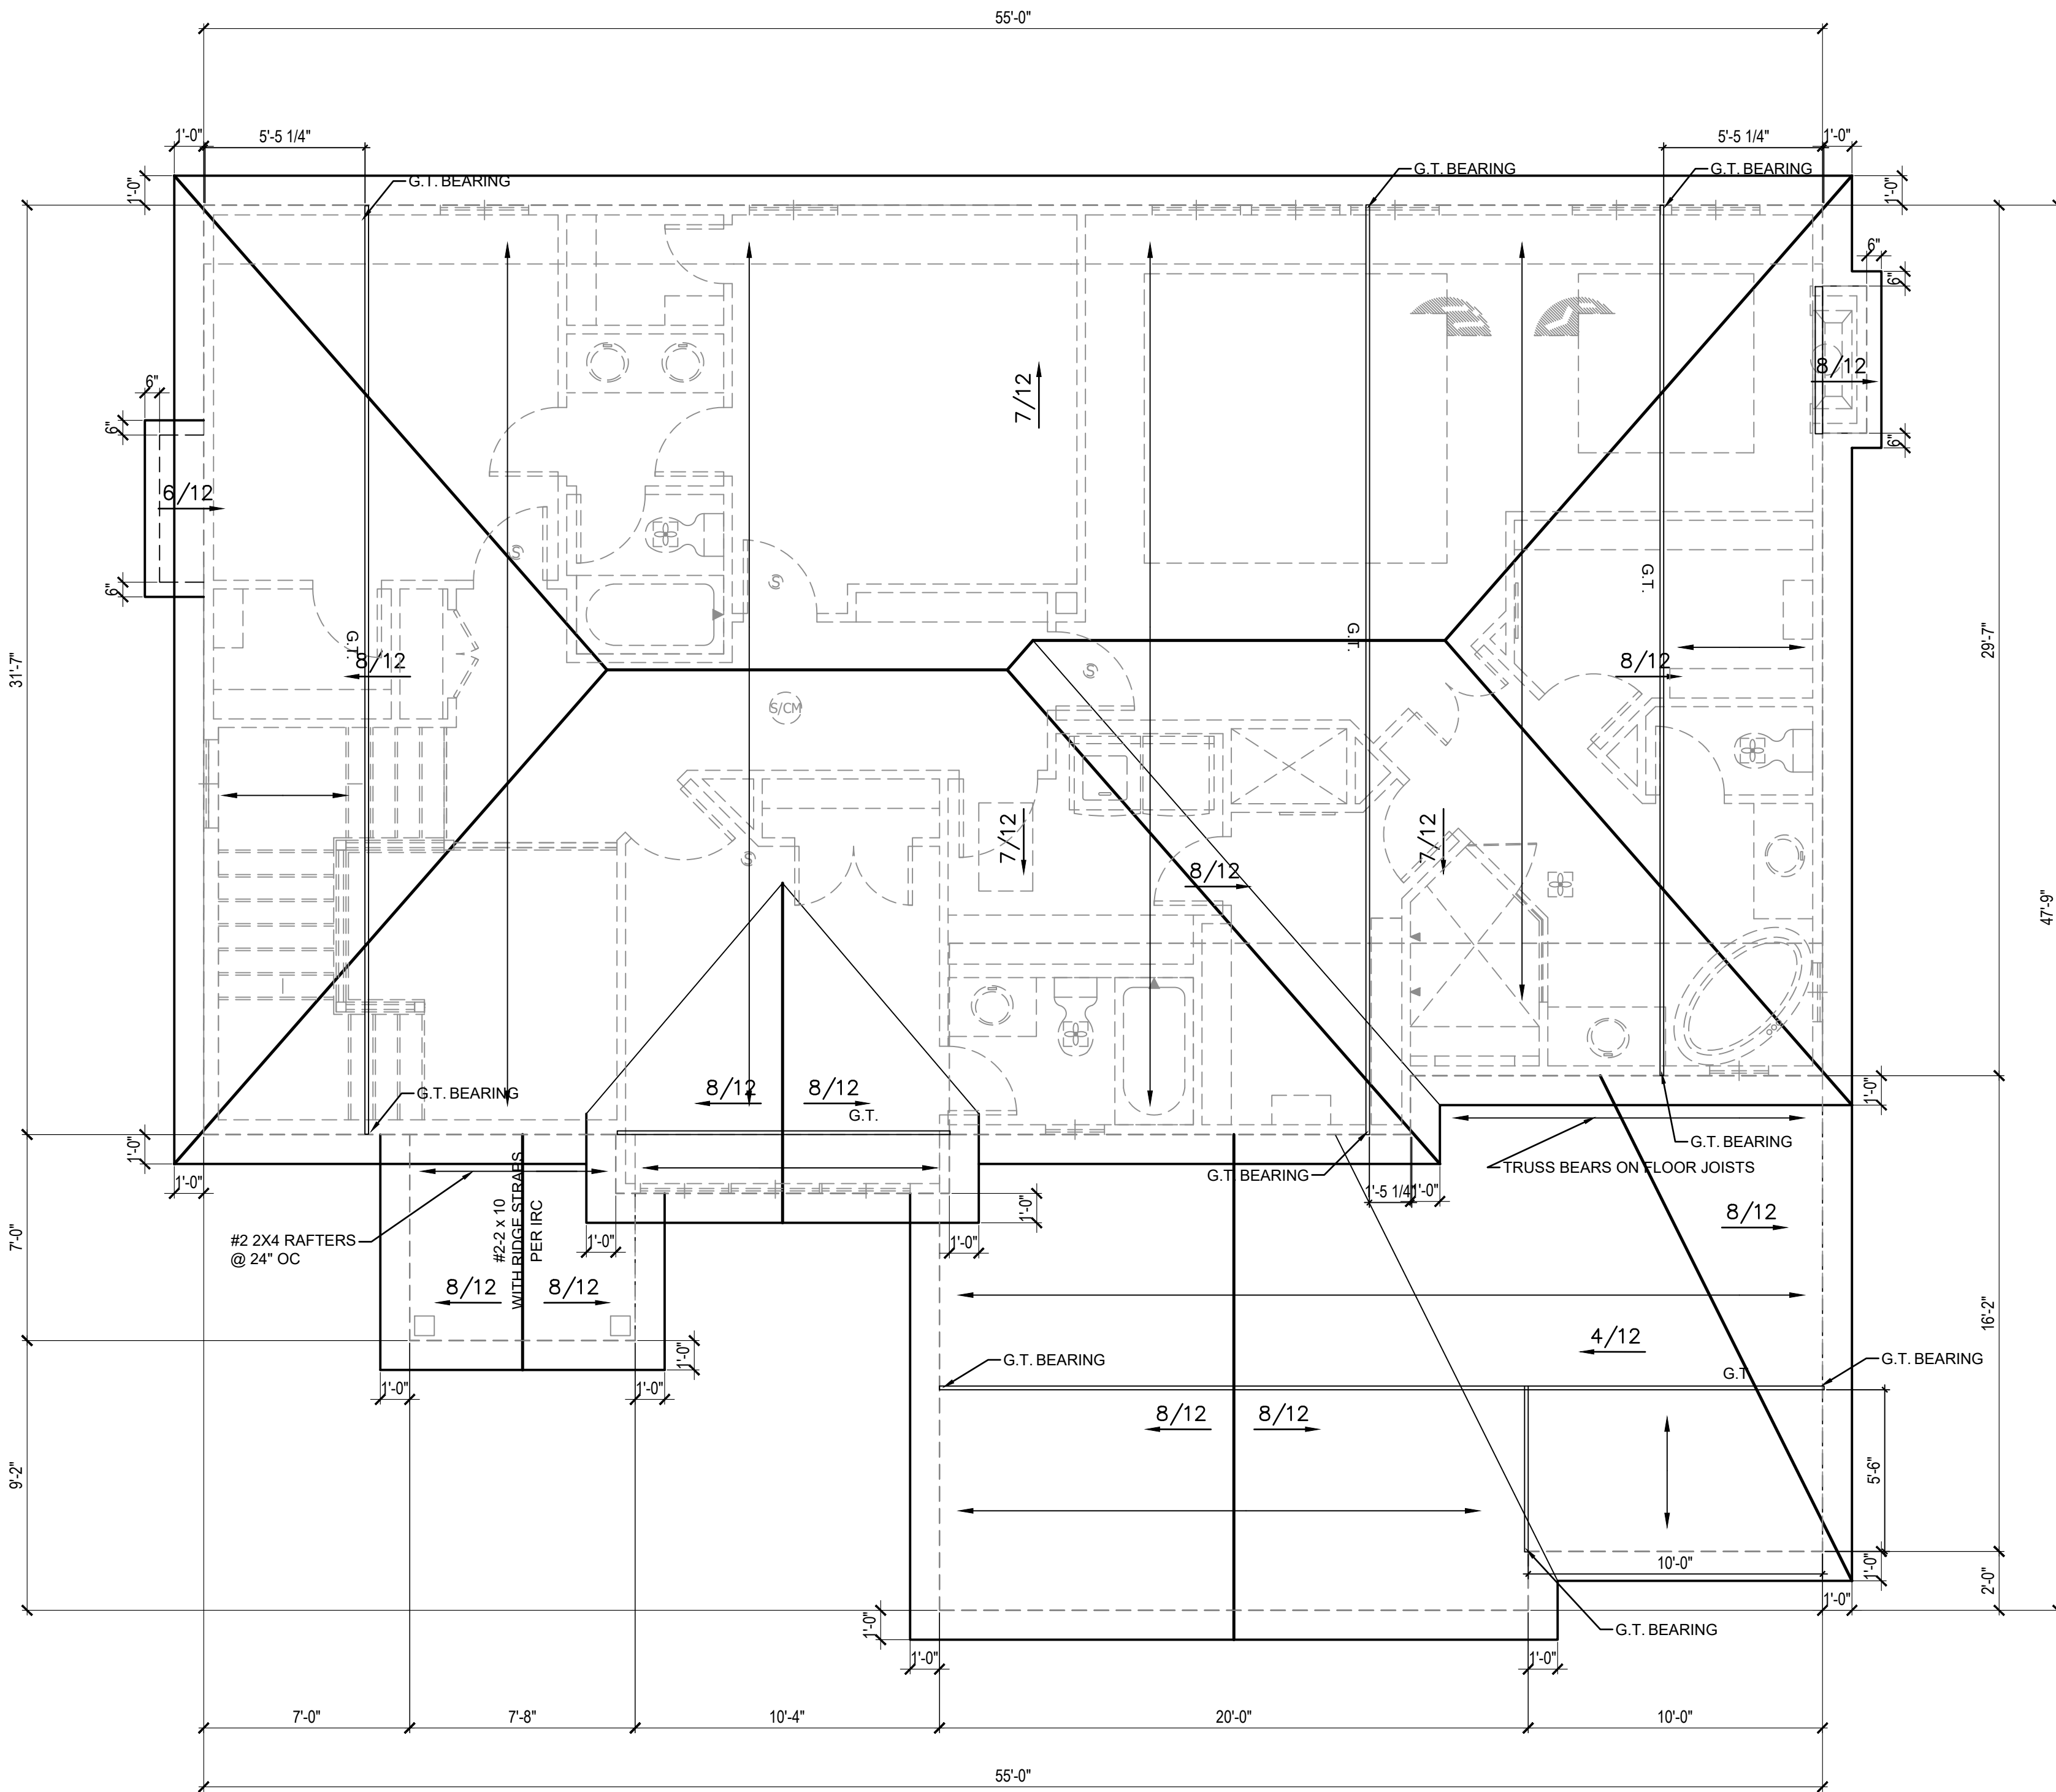 55'-0"
1'-0"
5'-5 1/4"
5'-5 1/4"
1'-0"
G.T. BEARING
G.T. BEARING
G.T. BEARING
1'-0"
1'-0"
6"
6"
8/12
6"
7/12
6"
6"
6/12
6"
S
S
G.T.
G.T.
G.T.
31'-7"
29'-7"
8/12
8/12
S
S/CM
7/12
7/12
S
8/12
47'-9"
8/12
8/12
G.T.
G.T. BEARING
1'-0"
1'-0"
G.T. BEARING
TRUSS BEARS ON FLOOR JOISTS
G.T. BEARING
1'-0"
1'-5 1/4"
1'-0"
#2-2 x 10
WITH RIDGE STRAPS
PER IRC
1'-0"
8/12
#2 2X4 RAFTERS
@ 24" OC
1'-0"
1'-0"
7'-0"
8/12
8/12
16'-2"
4/12
1'-0"
G.T. BEARING
G.T. BEARING
G.T.
1'-0"
1'-0"
8/12
8/12
9'-2"
5'-6"
10'-0"
1'-0"
2'-0"
1'-0"
1'-0"
G.T. BEARING
1'-0"
1'-0"
7'-0"
7'-8"
10'-4"
20'-0"
10'-0"
55'-0"